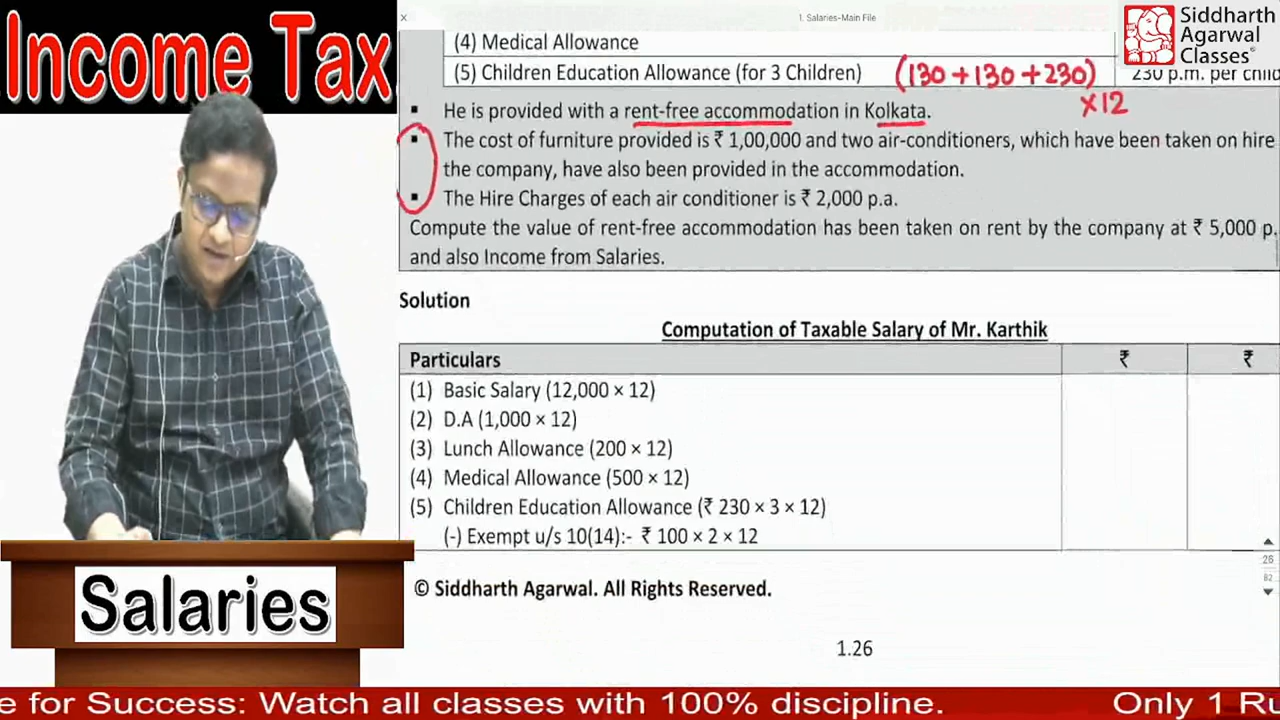 Income Tax
1. Salaries-Main File
Siddharth
Agarwal
Classes
(4) Medical Allowance
(5) Children Education Allowance (for 3 Children) (130+130+230) 230 p.m. per child
×12
▪ He is provided with a rent-free accommodation in Kolkata.
▪ The cost of furniture provided is ₹ 1,00,000 and two air-conditioners, which have been taken on hire
the company, have also been provided in the accommodation.
▪ The Hire Charges of each air conditioner is ₹ 2,000 p.a.
Compute the value of rent-free accommodation has been taken on rent by the company at ₹ 5,000 p.
and also Income from Salaries.
Solution
Computation of Taxable Salary of Mr. Karthik
Particulars ₹ ₹
(1) Basic Salary (12,000 × 12)
(2) D.A (1,000 × 12)
(3) Lunch Allowance (200 × 12)
(4) Medical Allowance (500 × 12)
(5) Children Education Allowance (₹ 230 × 3 × 12)
(-) Exempt u/s 10(14):- ₹ 100 × 2 × 12
26
82
© Siddharth Agarwal. All Rights Reserved.
1.26
Salaries
e for Success: Watch all classes with 100% discipline. Only 1 Ru